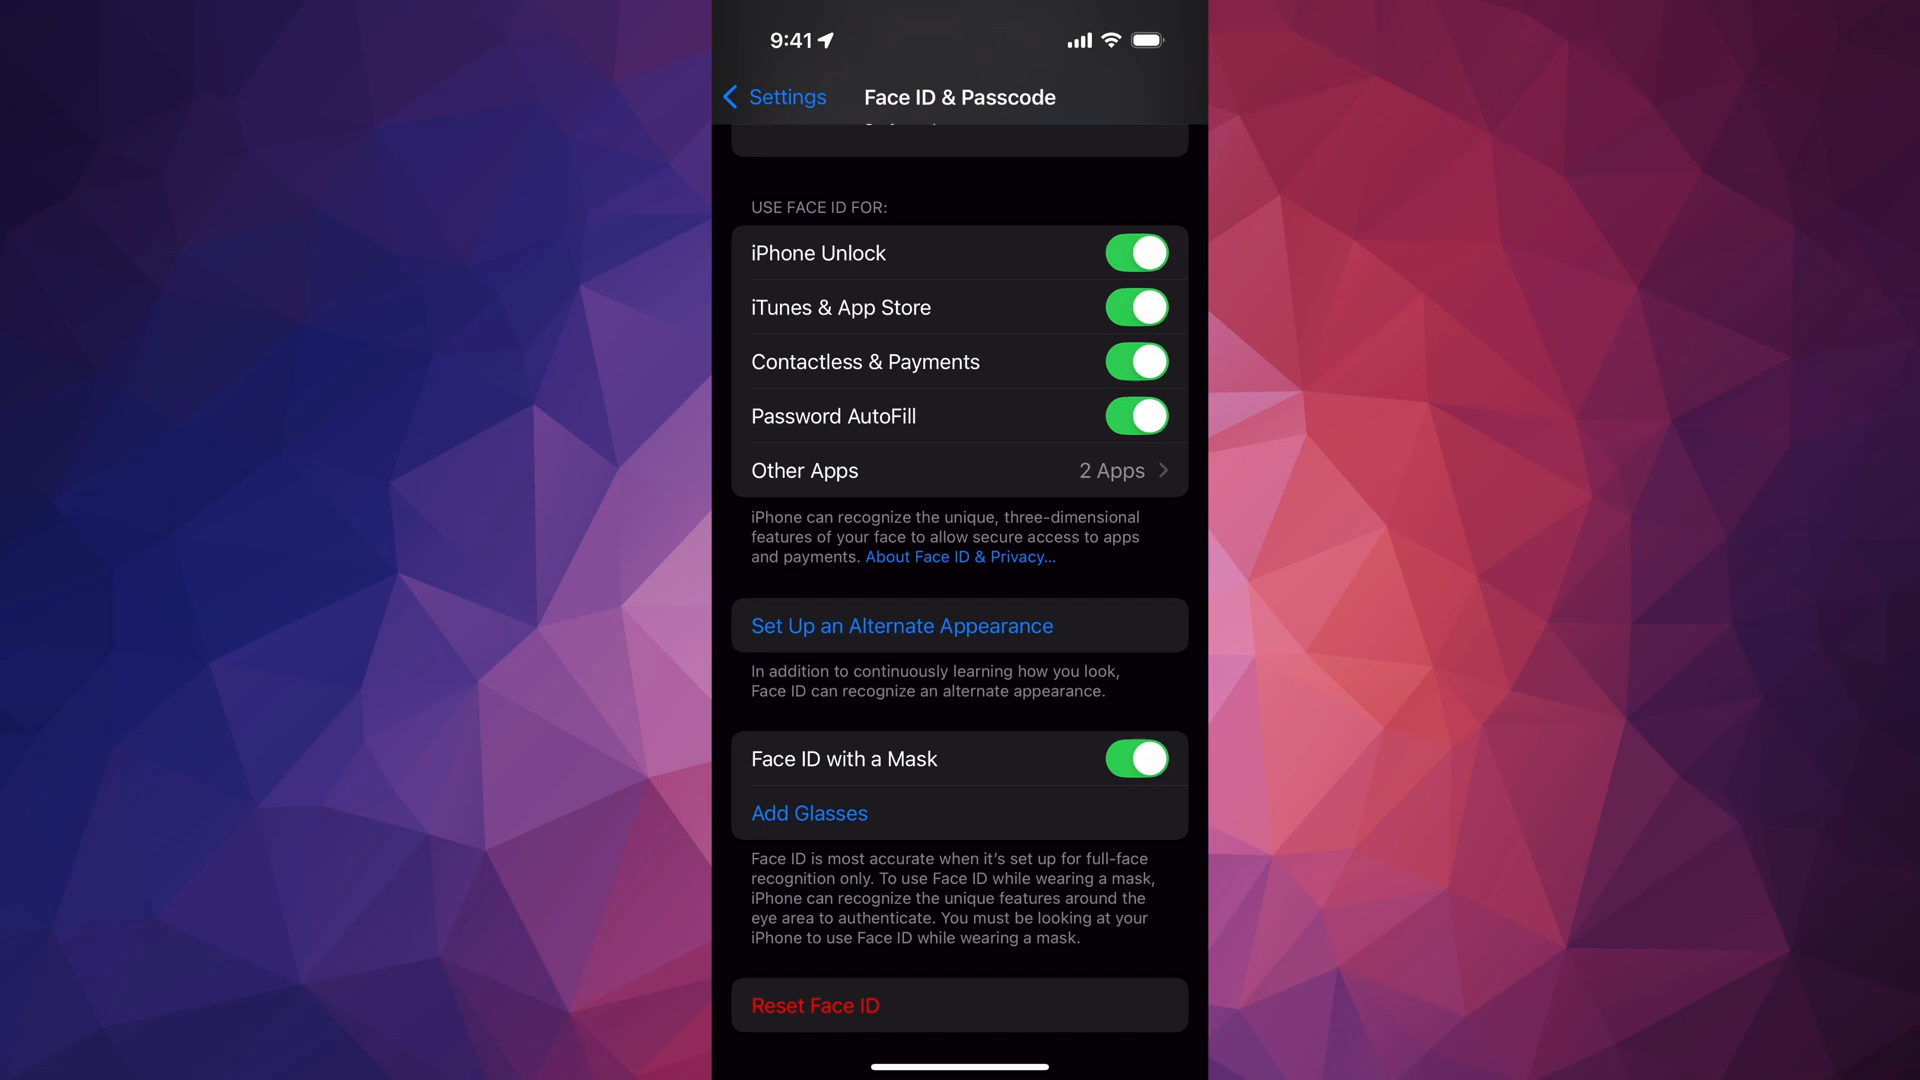 9:41
Settings
Face ID & Passcode
USE FACE ID FOR:
iPhone Unlock
iTunes & App Store
Contactless & Payments
Password AutoFill
Other Apps
2 Apps
iPhone can recognize the unique, three-dimensional
features of your face to allow secure access to apps
and payments. About Face ID & Privacy...
Set Up an Alternate Appearance
In addition to continuously learning how you look,
Face ID can recognize an alternate appearance.
Face ID with a Mask
Add Glasses
Face ID is most accurate when it’s set up for full-face
recognition only. To use Face ID while wearing a mask,
iPhone can recognize the unique features around the
eye area to authenticate. You must be looking at your
iPhone to use Face ID while wearing a mask.
Reset Face ID